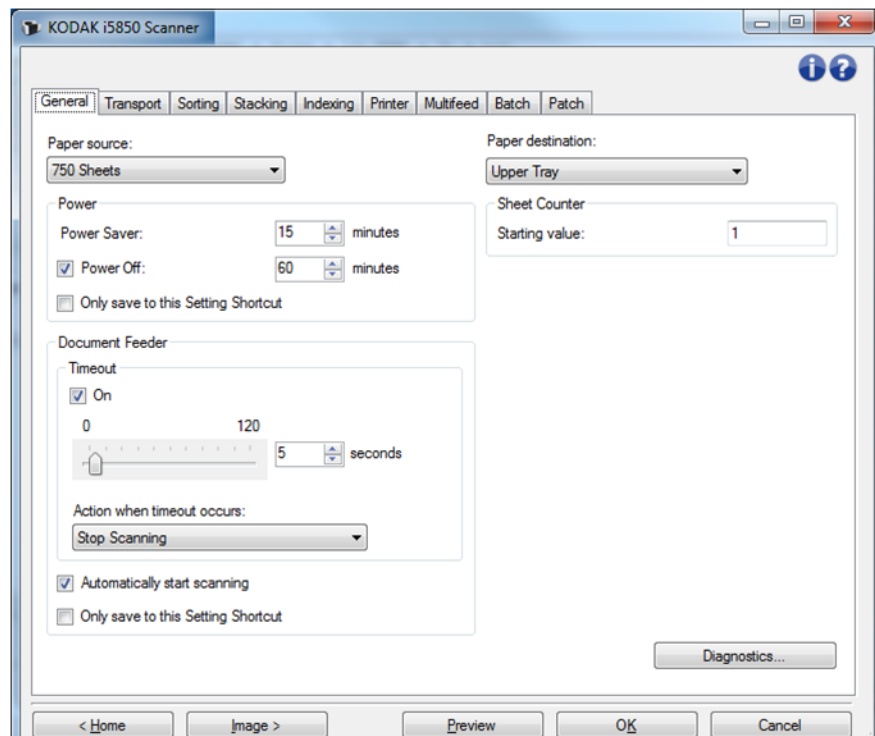 KODAK i5850 Scanner
General Transport Sorting Stacking Indexing Printer Multifeed Batch Patch
Paper source:
750 Sheets
Paper destination:
Upper Tray
Power
Power Saver: 15 minutes
Power Off: 60 minutes
Only save to this Setting Shortcut
Sheet Counter
Starting value: 1
Document Feeder
Timeout
On
0 120
5 seconds
Action when timeout occurs:
Stop Scanning
Automatically start scanning
Only save to this Setting Shortcut
Diagnostics...
< Home Image > Preview OK Cancel